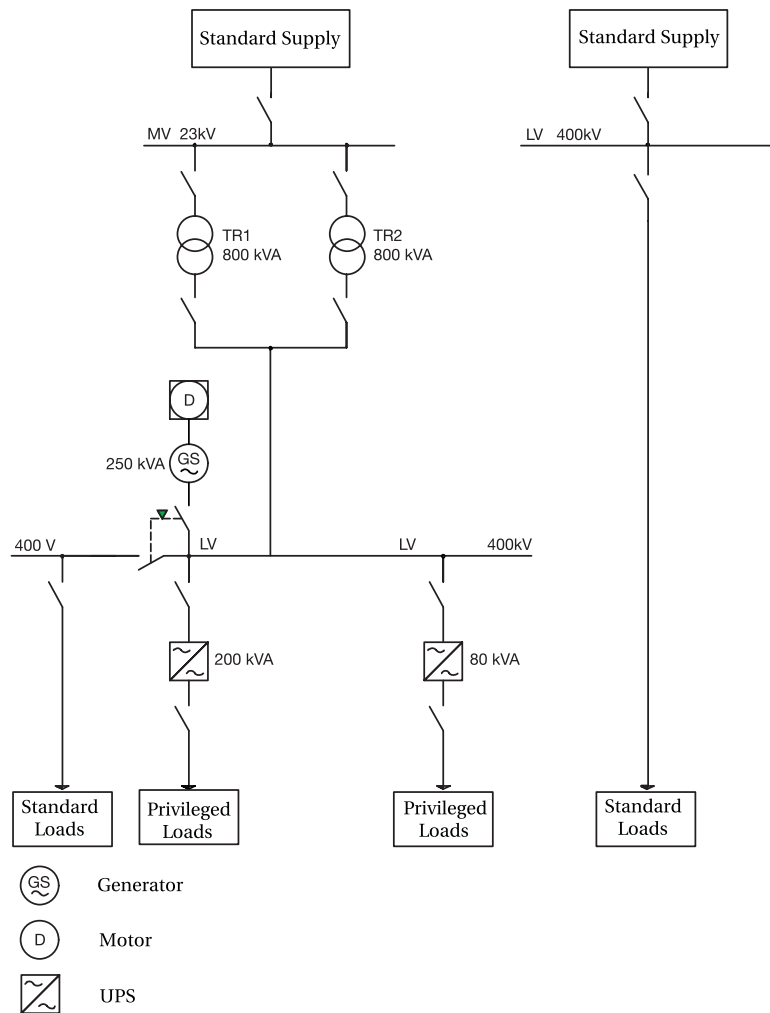 Standard Supply
Standard Supply
MV 23kV
LV 400kV
TR1
800 kVA
TR2
800 kVA
D
250 kVA
GS
400 V
LV
LV
400kV
200 kVA
80 kVA
Standard
Loads
Privileged
Loads
Privileged
Loads
Standard
Loads
GS
Generator
D
Motor
UPS